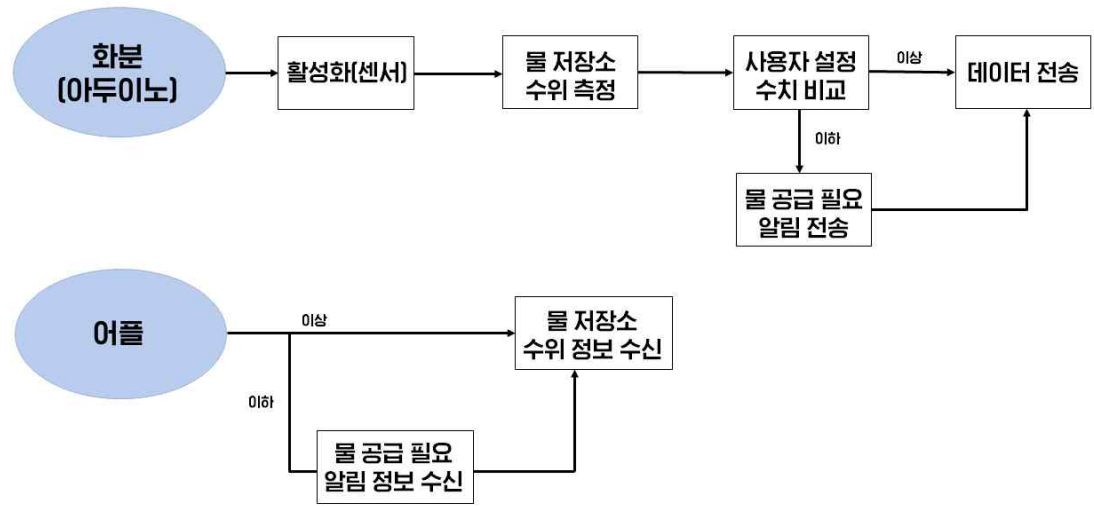 화분
(아두이노)
활성화(센서)
물 저장소
수위 측정
사용자 설정
수치 비교
이상
데이터 전송
이하
물 공급 필요
알림 전송
어플
이상
물 저장소
수위 정보 수신
이하
물 공급 필요
알림 정보 수신